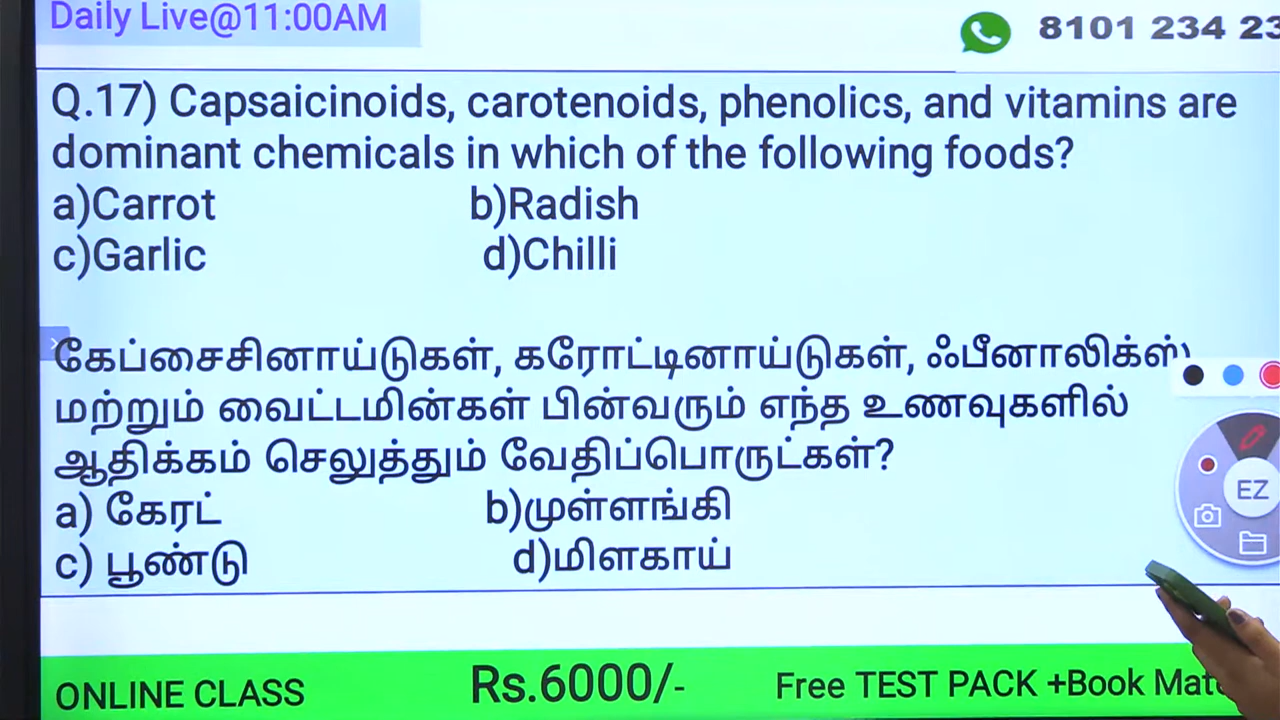 Daily Live@11:00AM
8101 234 23
Q.17) Capsaicinoids, carotenoids, phenolics, and vitamins are
dominant chemicals in which of the following foods?
a)Carrot b)Radish
c)Garlic d)Chilli
கேப்சைசினாய்டுகள், கரோட்டினாய்டுகள், ஃபீனாலிக்ஸ்
மற்றும் வைட்டமின்கள் பின்வரும் எந்த உணவுகளில்
ஆதிக்கம் செலுத்தும் வேதிப்பொருட்கள்?
a) கேரட் b)முள்ளங்கி
c) பூண்டு d)மிளகாய்
EZ
ONLINE CLASS Rs.6000/- Free TEST PACK +Book